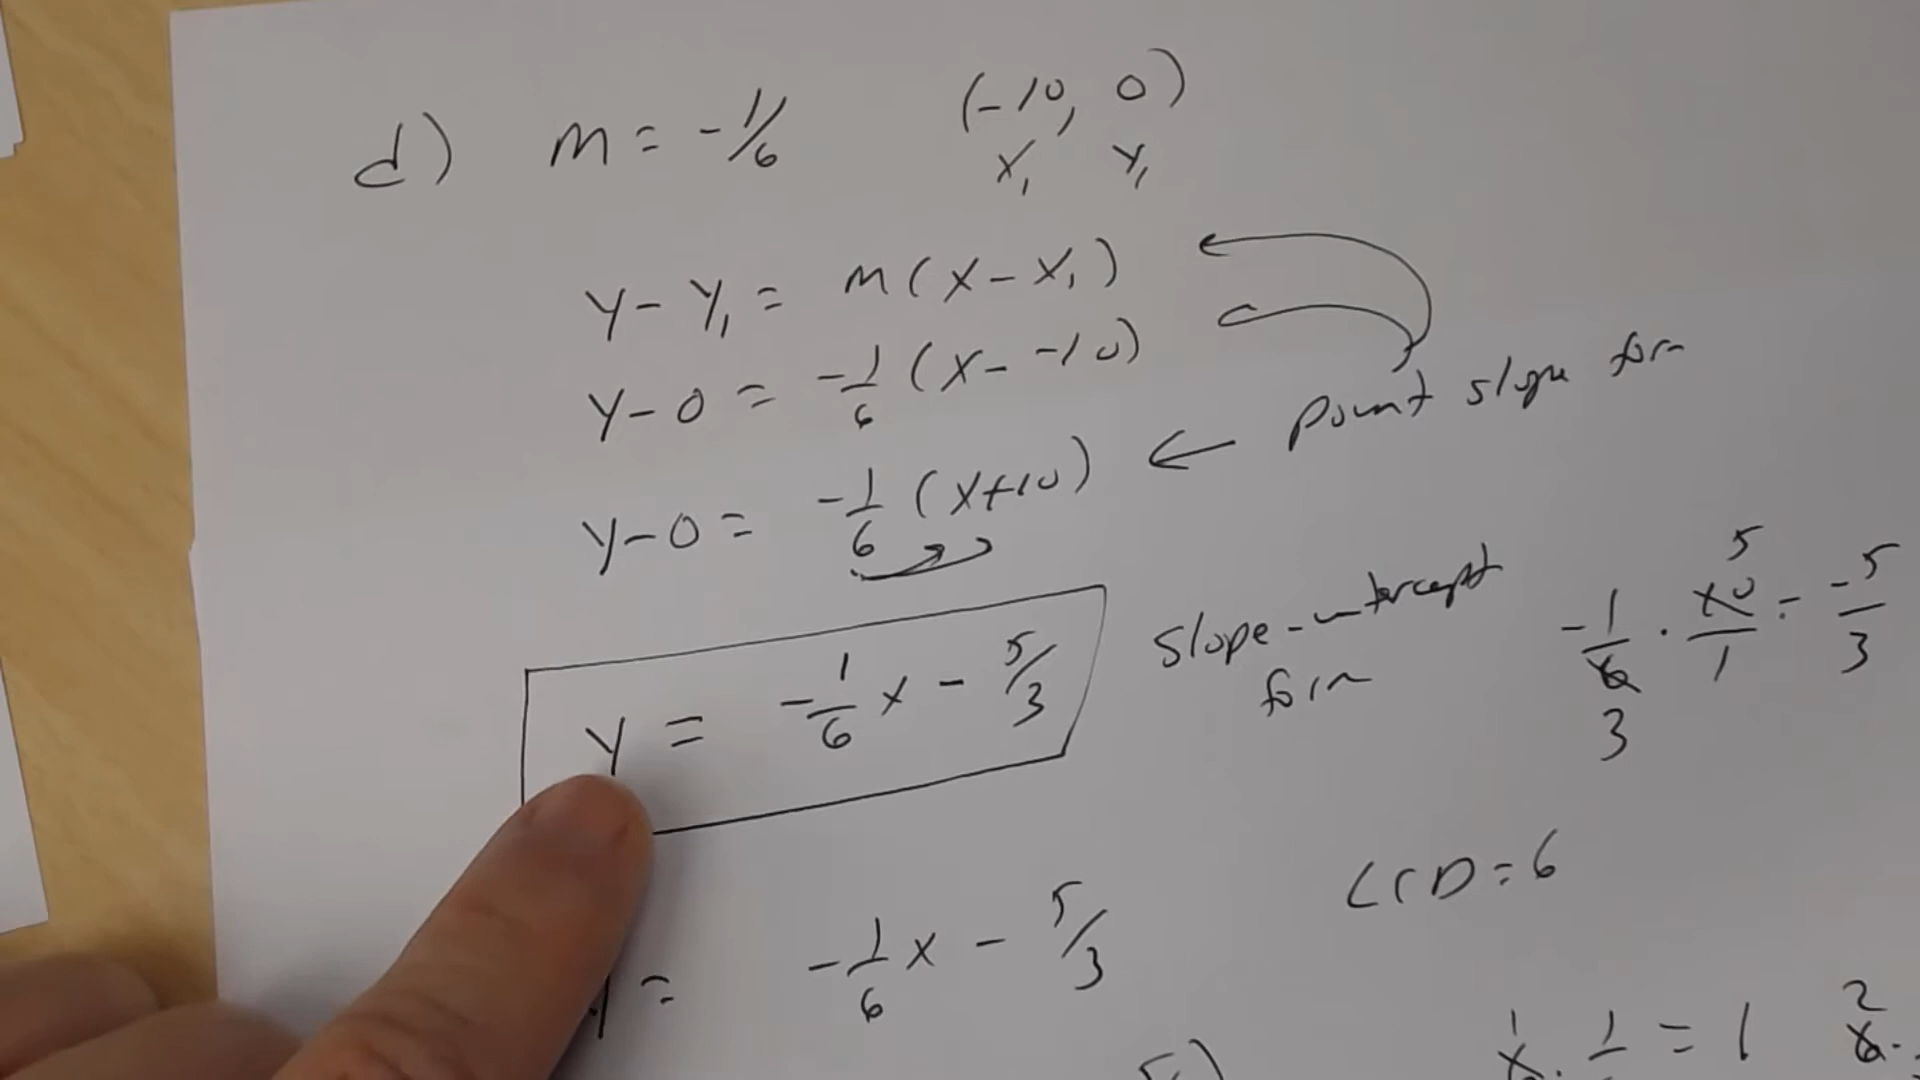 d) m = -1/6 (-10, 0)
x₁ y₁
y - y₁ = m(x - x₁)
y - 0 = -1/6 (x - -10)
point slope form
y - 0 = -1/6 (x+10) ←
slope-intercept form
-1/6 · 10/1 = -5/3
5
3
y = -1/6 x - 5/3
LCD = 6
y = -1/6 x - 5/3